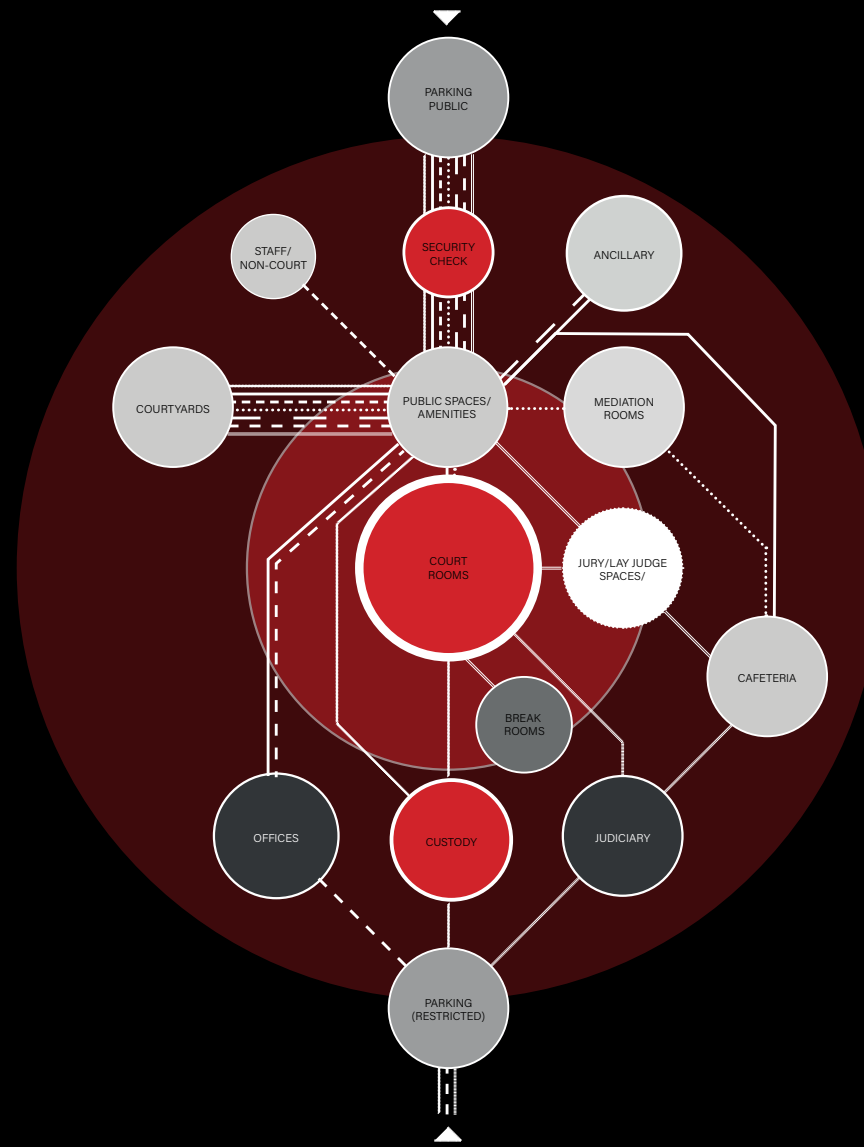 PARKING
PUBLIC
STAFF/
NON-COURT
SECURITY
CHECK
ANCILLARY
COURTYARDS
PUBLIC SPACES/
AMENITIES
MEDIATION
ROOMS
COURT
ROOMS
JURY/LAY JUDGE
SPACES/
CAFETERIA
BREAK
ROOMS
OFFICES
CUSTODY
JUDICIARY
PARKING
(RESTRICTED)